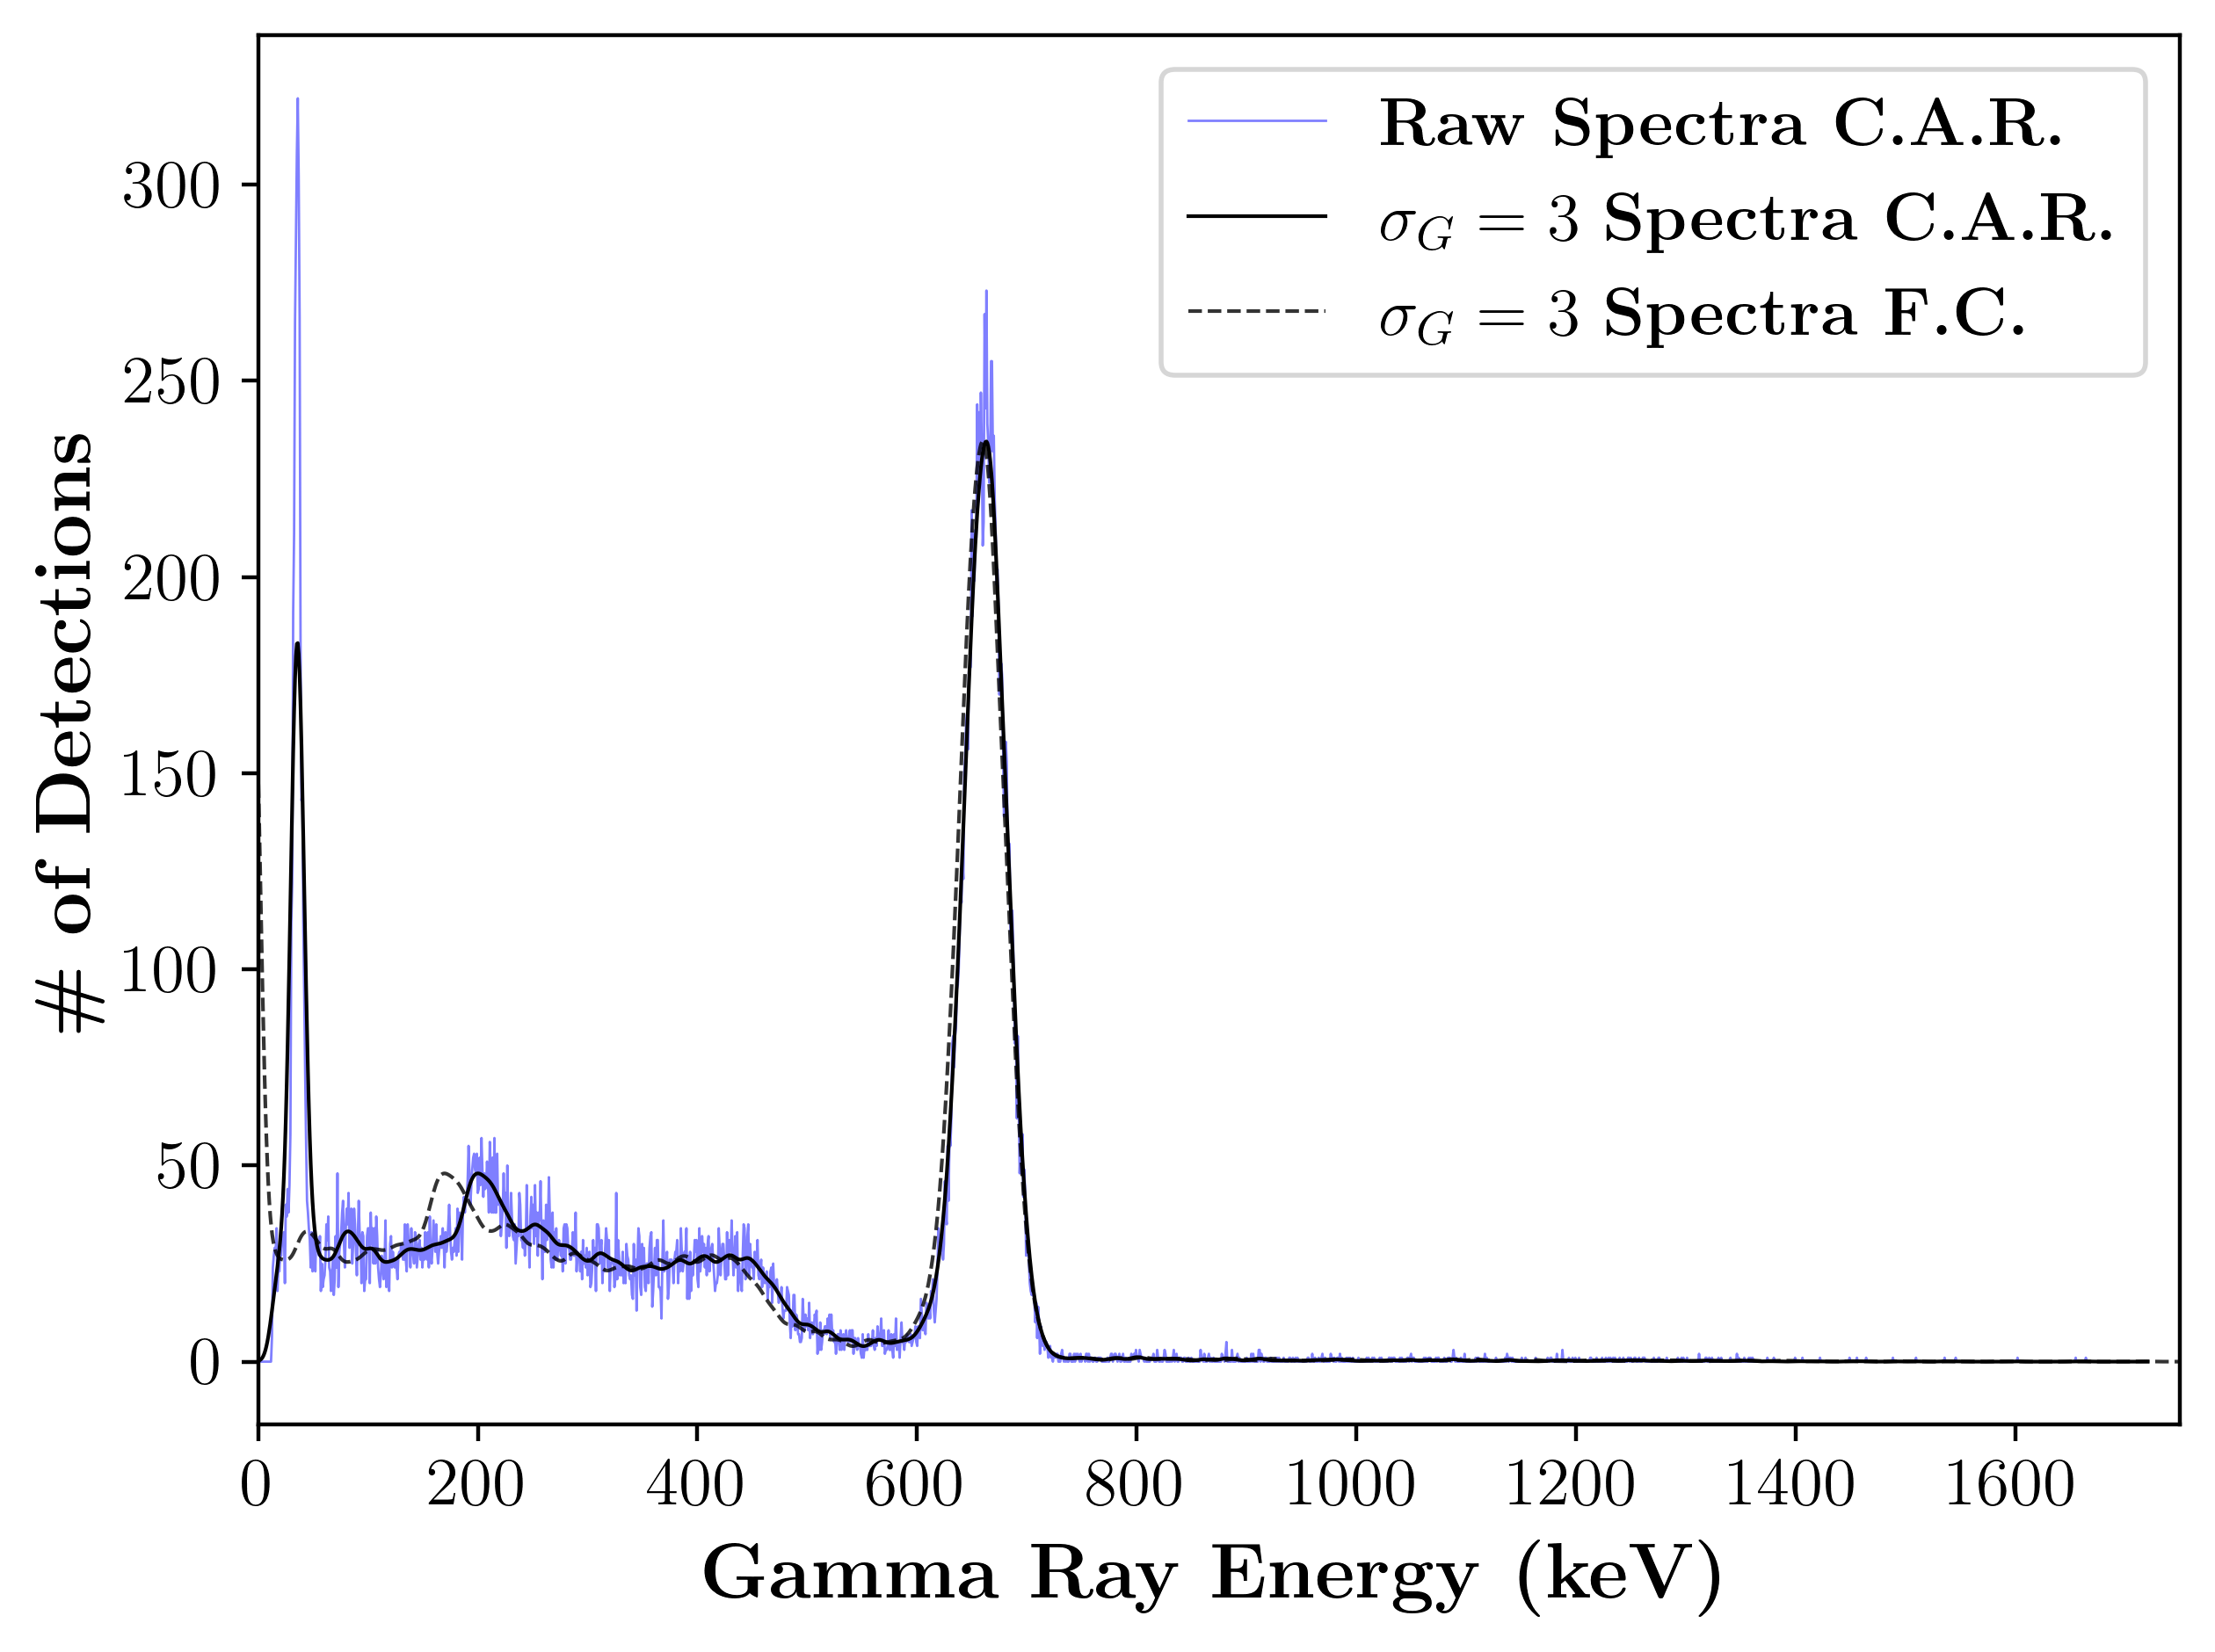 Raw Spectra C.A.R.
σG = 3 Spectra C.A.R.
σG = 3 Spectra F.C.
# of Detections
300
250
200
150
100
50
0
0 200 400 600 800 1000 1200 1400 1600
Gamma Ray Energy (keV)